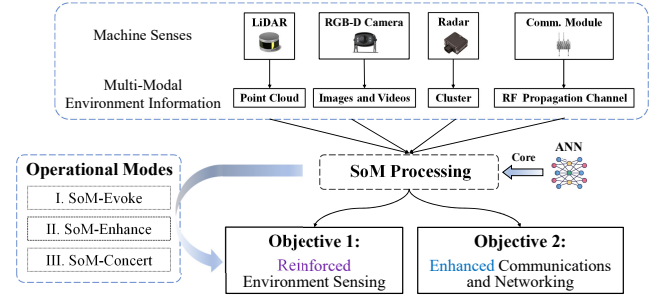 Machine Senses
LiDAR
RGB-D Camera
Radar
Comm. Module
Multi-Modal
Environment Information
Point Cloud
Images and Videos
Cluster
RF Propagation Channel
Operational Modes
I. SoM-Evoke
II. SoM-Enhance
III. SoM-Concert
SoM Processing
Core
ANN
Objective 1:
Reinforced
Environment Sensing
Objective 2:
Enhanced Communications
and Networking